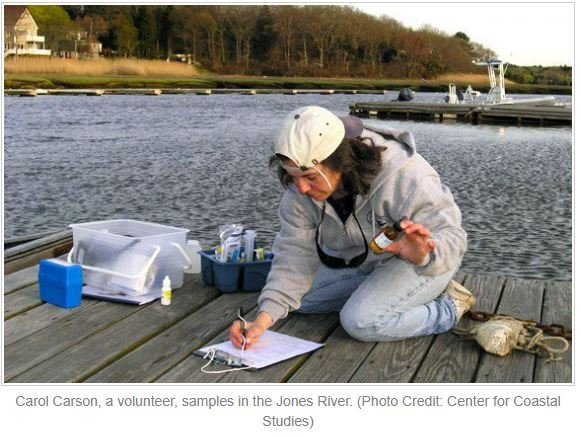 Carol Carson, a volunteer, samples in the Jones River. (Photo Credit: Center for Coastal
Studies)